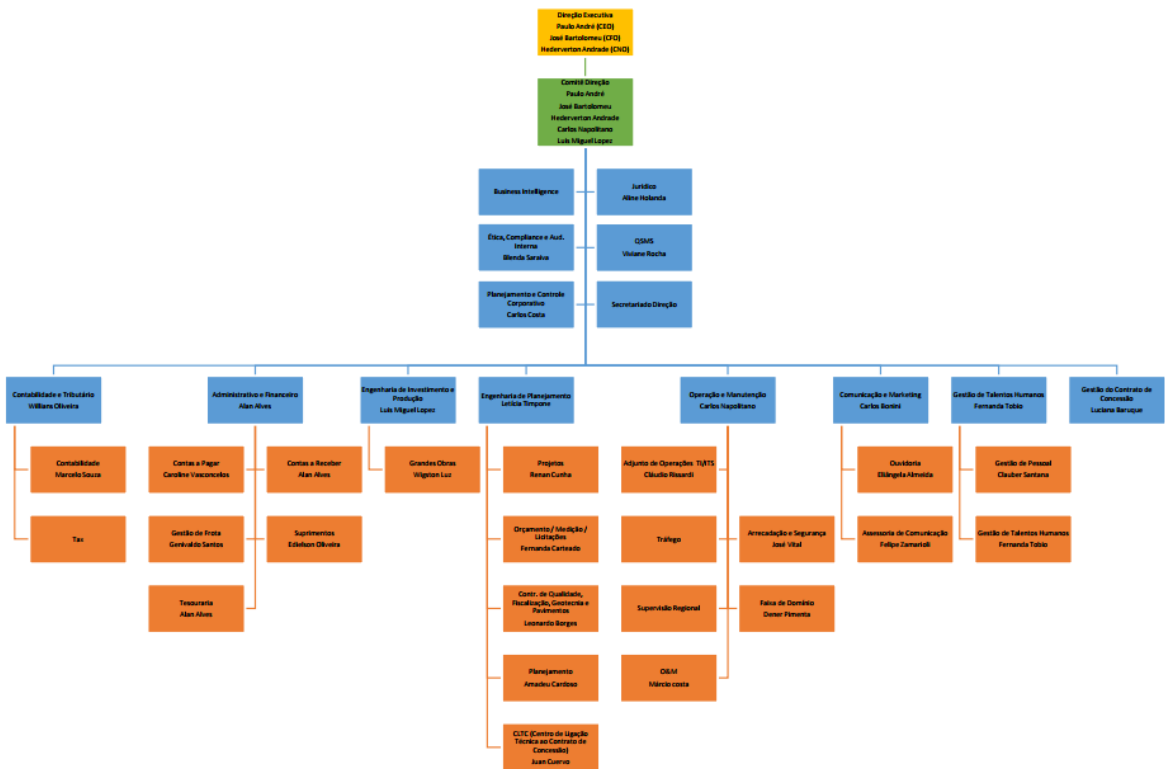 Direção Executiva
Paulo André (CEO)
José Bartolomeu (CFO)
Hederverton Andrade (CNO)
Comitê Direção
Paulo André
José Bartolomeu
Hederverton Andrade
Carlos Napolitano
Luis Miguel Lopez
Business Intelligence
Jurídico
Aline Holanda
Ética, Compliance e Aud.
Interna
Blenda Saraiva
QSMS
Viviane Rocha
Planejamento e Controle
Corporativo
Carlos Costa
Secretariado Direção
Contabilidade e Tributário
Willians Oliveira
Administrativo e Financeiro
Alan Alves
Engenharia de Investimento e
Produção
Luis Miguel Lopez
Engenharia de Planejamento
Letícia Timpone
Operação e Manutenção
Carlos Napolitano
Comunicação e Marketing
Carlos Bonini
Gestão de Talentos Humanos
Fernanda Tobio
Gestão do Contrato de
Concessão
Luciana Baruque
Contabilidade
Marcelo Souza
Tax
Contas a Pagar
Caroline Vasconcelos
Contas a Receber
Alan Alves
Gestão de Frota
Genivaldo Santos
Suprimentos
Edielson Oliveira
Tesouraria
Alan Alves
Grandes Obras
Wigston Luz
Projetos
Renan Cunha
Orçamento / Medição /
Licitações
Fernanda Canteado
Contr. de Qualidade,
Fiscalização, Geotecnia e
Pavimentos
Leonardo Borges
Planejamento
Amadeu Cardoso
CLTC (Centro de Ligação
Técnica ao Contrato de
Concessão)
Juan Cuervo
Adjunto de Operações TI/ITS
Cláudio Rissardi
Tráfego
Arrecadação e Segurança
José Vital
Supervisão Regional
Faixa de Domínio
Dener Pimenta
O&M
Márcio costa
Ouvidoria
Eliângela Almeida
Assessoria de Comunicação
Felipe Zamarioli
Gestão de Pessoal
Clauber Santana
Gestão de Talentos Humanos
Fernanda Tobio